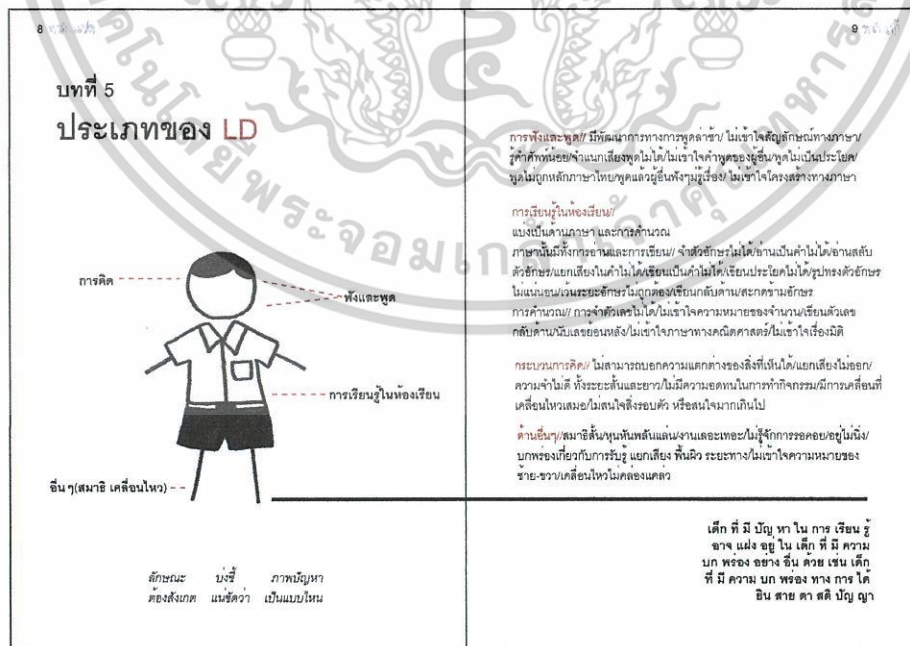 8
บทที่ 5
ประเภทของ LD
การคิด
ฟังและพูด
การเรียนรู้ในห้องเรียน
อื่น ๆ(สมาธิ เคลื่อนไหว)
ลักษณะ บ่งชี้ ภาพปัญหา
ต้องสังเกต แน่ชัดว่า เป็นแบบไหน
9
การฟังและพูด// มีพัฒนาการทางการพูดล่าช้า/ ไม่เข้าใจสัญลักษณ์ทางภาษา/
รู้คำศัพท์น้อย/จำแนกเสียงพูดไม่ได้/ไม่เข้าใจคำพูดของผู้อื่น/พูดไม่เป็นประโยค/
พูดไม่ถูกหลักภาษาไทย/พูดแล้วผู้อื่นฟังๆมรู้เรื่อง/ ไม่เข้าใจโครงสร้างทางภาษา
การเรียนรู้ในห้องเรียน//
แบ่งเป็นด้านภาษา และการคำนวณ
ภาษานั้นมีทั้งการอ่านและการเขียน// จำตัวอักษรไม่ได้/อ่านเป็นคำไม่ได้/อ่านสลับ
ตัวอักษร/แยกเสียงในคำไม่ได้/เขียนเป็นคำไม่ได้/เขียนประโยคไม่ได้/รูปทรงตัวอักษร
ไม่แน่นอน/เว้นระยะอักษรไม่ถูกต้อง/เขียนกลับด้าน/สะกดข้ามอักษร
การคำนวณ// การจำตัวเลขไม่ได้/ไม่เข้าใจความหมายของจำนวน/เขียนตัวเลข
กลับด้าน/นับเลขย้อนหลัง/ไม่เข้าใจภาษาทางคณิตศาสตร์/ไม่เข้าใจเรื่องมิติ
กระบวนการคิด// ไม่สามารถบอกความแตกต่างของสิ่งที่เห็นได้/แยกเสียงไม่ออก/
ความจำไม่ดี ทั้งระยะสั้นและยาว/ไม่มีความอดทนในการทำกิจกรรม/มีการเคลื่อนที่
เคลื่อนไหวเสมอ/ไม่สนใจสิ่งรอบตัว หรือสนใจมากเกินไป
ด้านอื่นๆ//สมาธิสั้น/หุนหันพลันแล่น/งานเลอะเทอะ/ไม่รู้จักการรอคอย/อยู่ไม่นิ่ง/
บกพร่องเกี่ยวกับการรับรู้ แยกเสียง พื้นผิว ระยะทาง/ไม่เข้าใจความหมายของ
ซ้าย-ขวา/เคลื่อนไหวไม่คล่องแคล่ว
เด็ก ที่ มี ปัญ หา ใน การ เรียน รู้
อาจ แฝง อยู่ ใน เด็ก ที่ มี ความ
บก พร่อง อย่าง อื่น ด้วย เช่น เด็ก
ที่ มี ความ บก พร่อง ทาง การ ได้
ยิน สาย ตา สติ ปัญ ญา